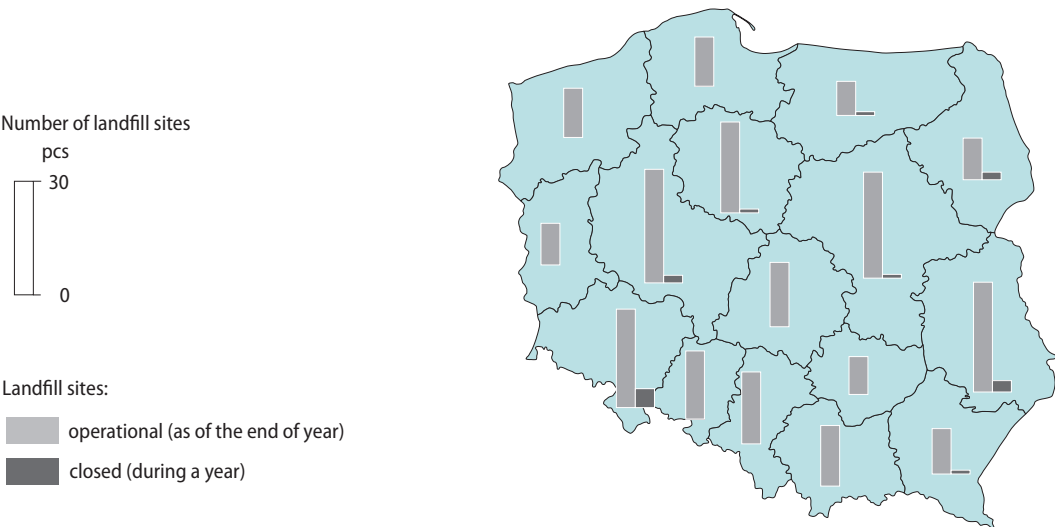 Number of landfill sites
pcs
30
0
Landfill sites:
operational (as of the end of year)
closed (during a year)